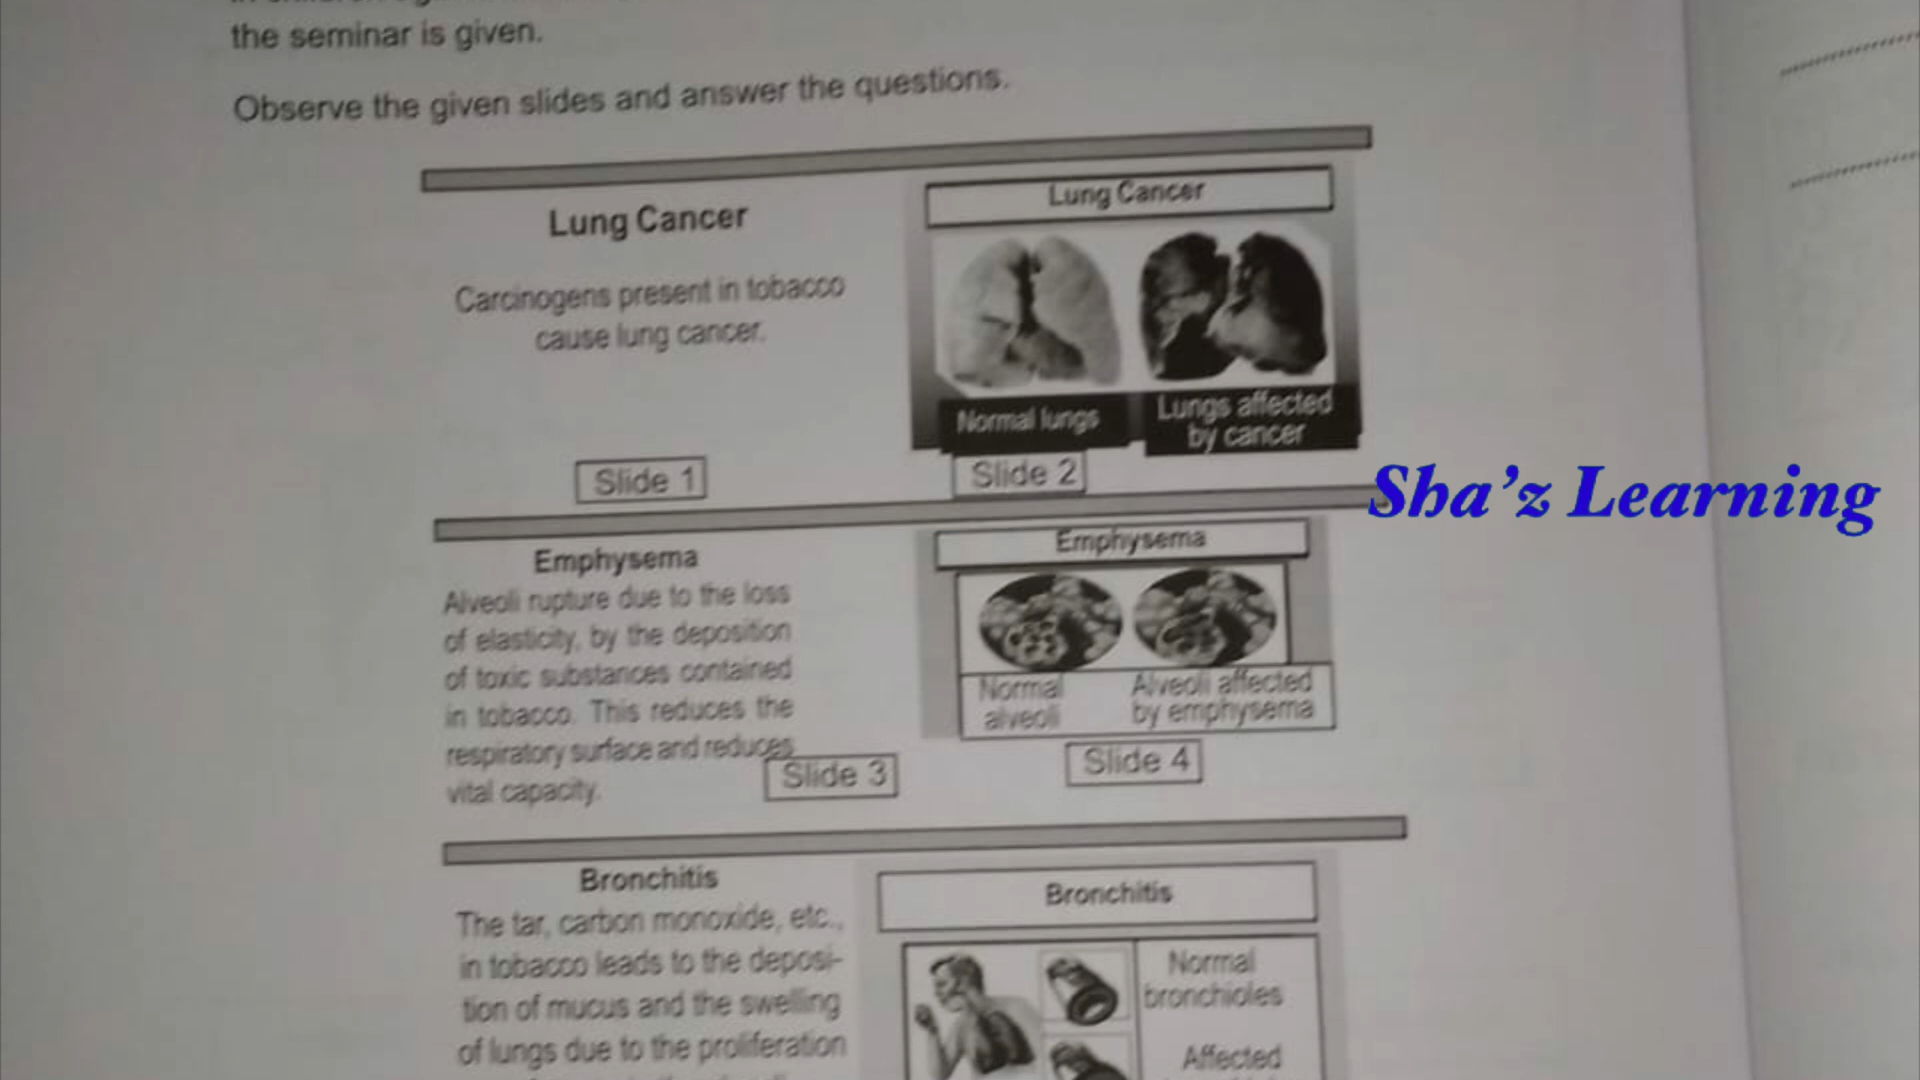 the seminar is given.
Observe the given slides and answer the questions.
Lung Cancer
Carcinogens present in tobacco
cause lung cancer.
Slide 1
Lung Cancer
Normal lungs
Lungs affected
by cancer
Slide 2
Sha'z Learning
Emphysema
Alveoli rupture due to the loss
of elasticity, by the deposition
of toxic substances contained
in tobacco. This reduces the
respiratory surface and reduces
vital capacity.
Slide 3
Emphysema
Normal
alveoli
Alveoli affected
by emphysema
Slide 4
Bronchitis
The tar, carbon monoxide, etc.,
in tobacco leads to the deposi-
tion of mucus and the swelling
of lungs due to the proliferation
Bronchitis
Normal
bronchioles
Affected